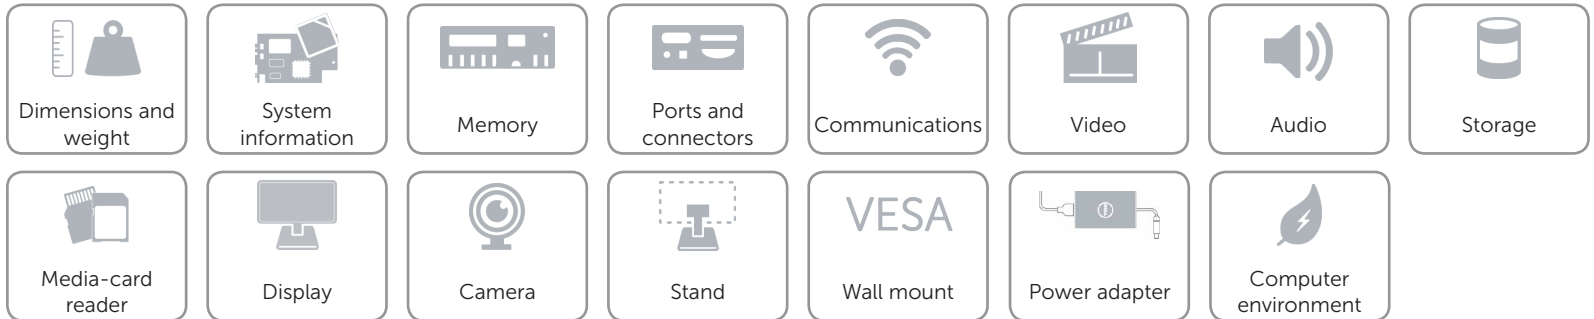 Dimensions and
weight
System
information
Memory
Ports and
connectors
Communications
Video
Audio
Storage
Media-card
reader
Display
Camera
Stand
VESA
Wall mount
Power adapter
Computer
environment